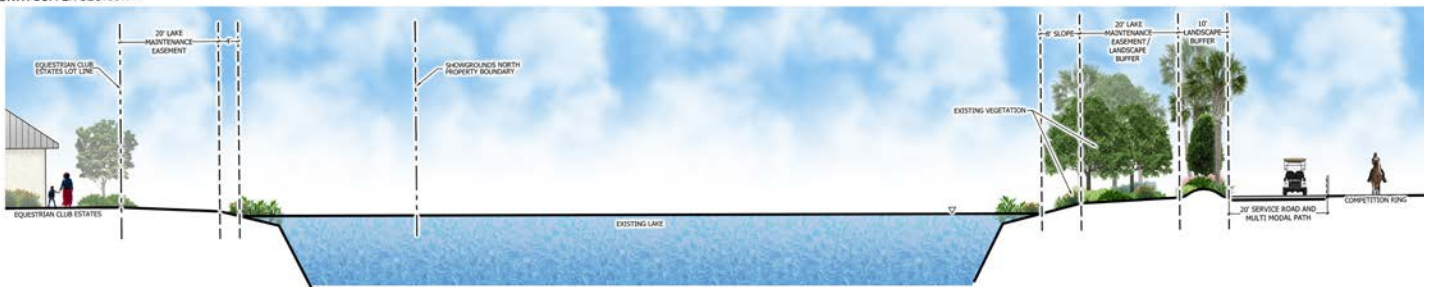 20' LAKE
MAINTENANCE
EASEMENT
4'
EQUESTRIAN CLUB
ESTATES LOT LINE
SHOWGROUNDS NORTH
PROPERTY BOUNDARY
6' SLOPE
20' LAKE
MAINTENANCE
EASEMENT/
LANDSCAPE
BUFFER
10'
LANDSCAPE
BUFFER
EXISTING VEGETATION
EQUESTRIAN CLUB ESTATES
EXISTING LAKE
20' SERVICE ROAD AND
MULTI MODAL PATH
COMPETITION RING